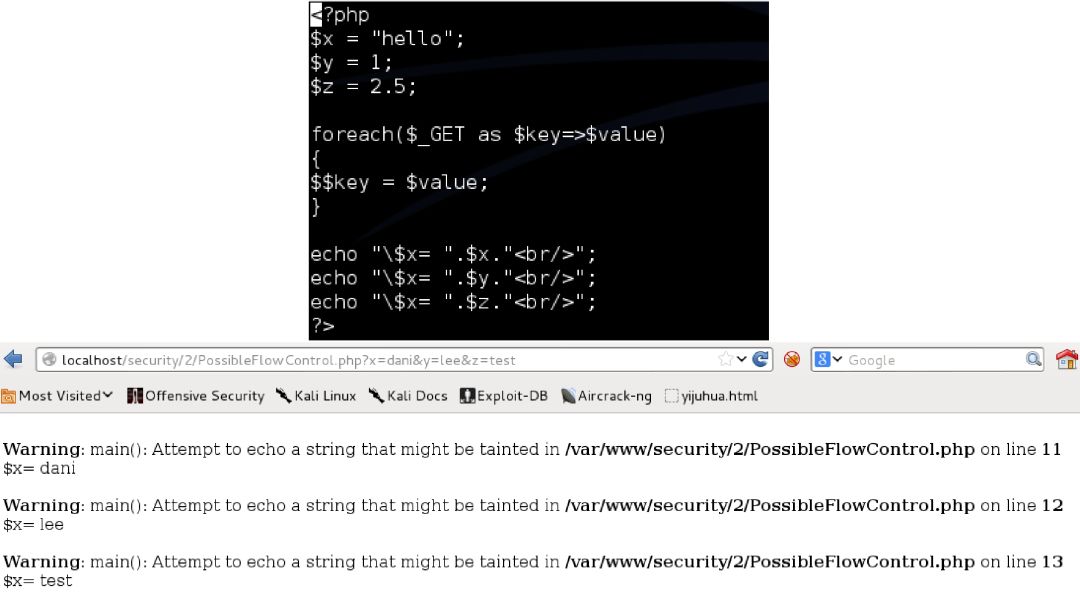 <?php
$x = "hello";
$y = 1;
$z = 2.5;
foreach($_GET as $key=>$value)
{
$$key = $value;
}
echo "\$x= ".$x."<br/>";
echo "\$x= ".$y."<br/>";
echo "\$x= ".$z."<br/>";
?>
localhost/security/2/PossibleFlowControl.php?x=dani&y=lee&z=test 8 Google
Most Visited Offensive Security Kali Linux Kali Docs Exploit-DB Aircrack-ng yijuhua.html
Warning: main(): Attempt to echo a string that might be tainted in /var/www/security/2/PossibleFlowControl.php on line 11
$x= dani
Warning: main(): Attempt to echo a string that might be tainted in /var/www/security/2/PossibleFlowControl.php on line 12
$x= lee
Warning: main(): Attempt to echo a string that might be tainted in /var/www/security/2/PossibleFlowControl.php on line 13
$x= test